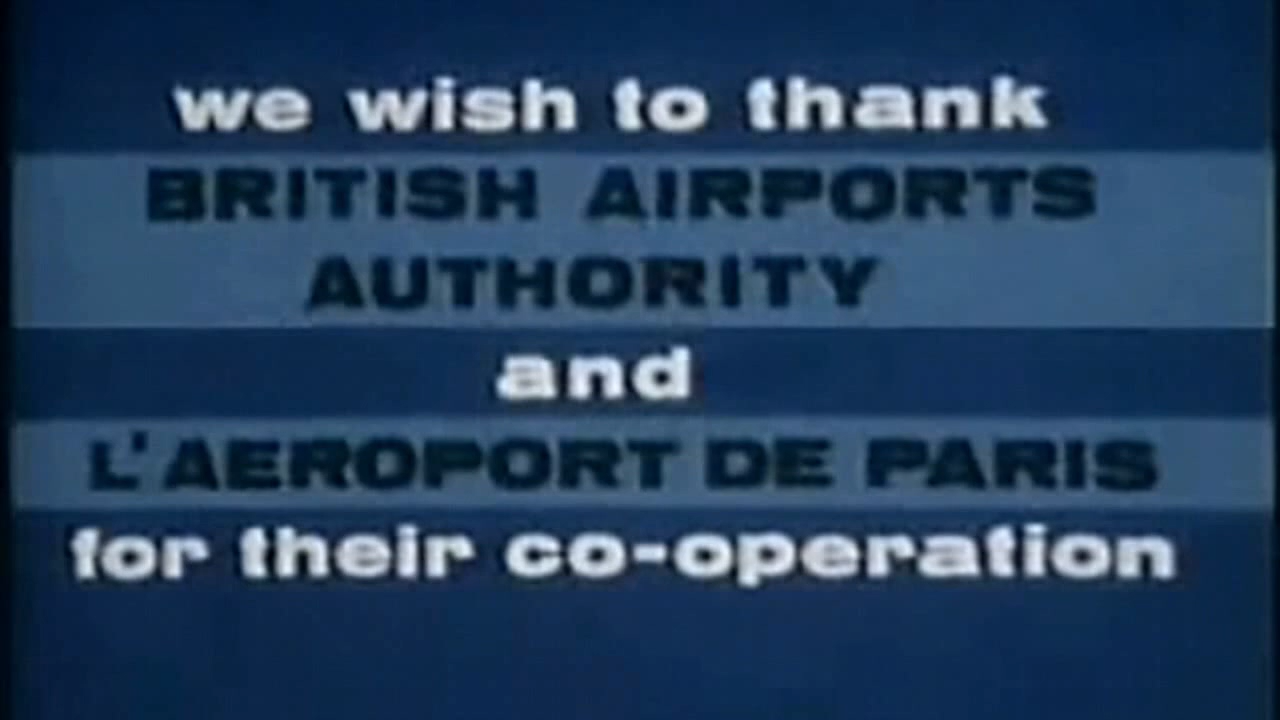 we wish to thank
BRITISH AIRPORTS
AUTHORITY
and
L'AEROPORT DE PARIS
for their co-operation